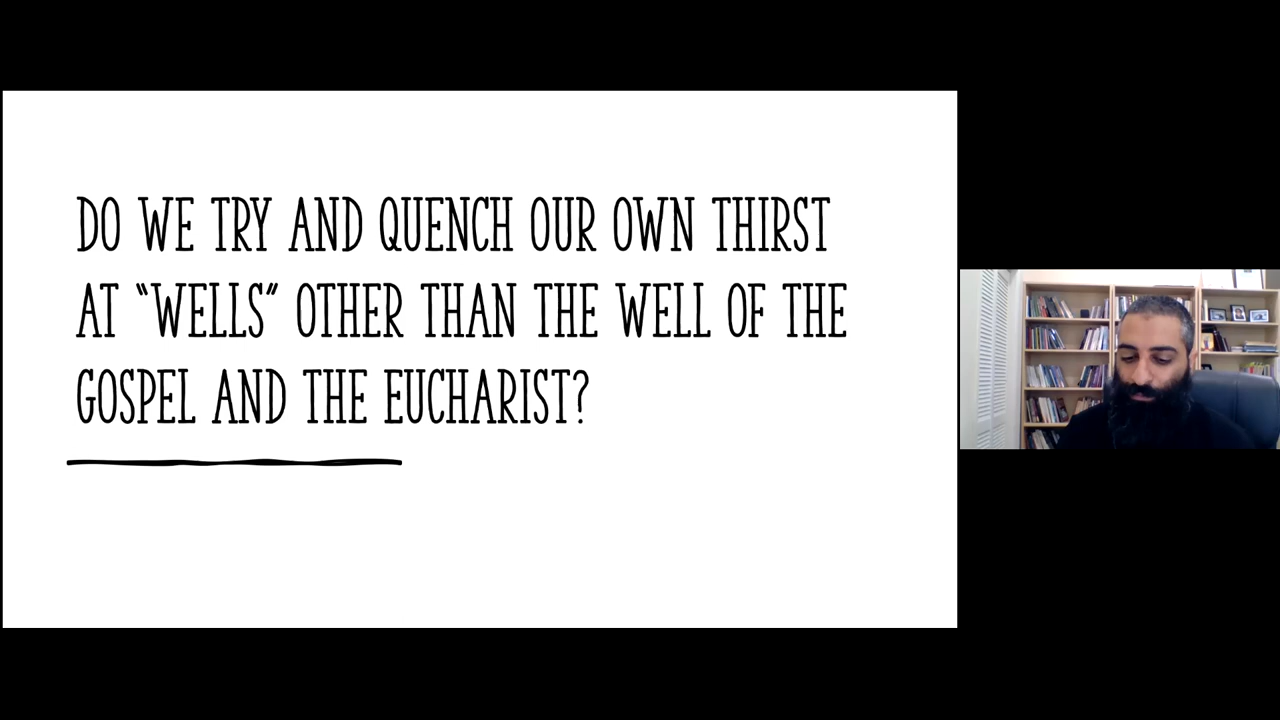 DO WE TRY AND QUENCH OUR OWN THIRST
AT “WELLS” OTHER THAN THE WELL OF THE
GOSPEL AND THE EUCHARIST?